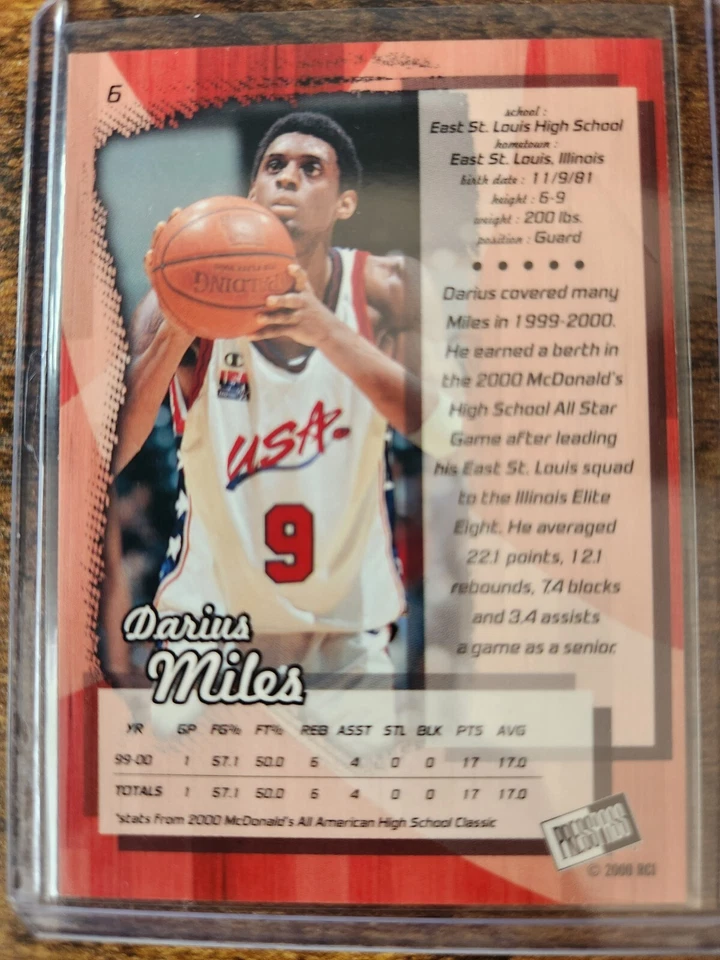 6
school :
East St. Louis High School
hometown :
East St. Louis, Illinois
birth date : 11/9/81
height : 6-9
weight : 200 lbs.
position : Guard
Darius covered many
Miles in 1999-2000.
He earned a berth in
the 2000 McDonald's
High School All Star
Game after leading
his East St. Louis squad
to the Illinois Elite
Eight. He averaged
22.1 points, 12.1
rebounds, 7.4 blocks
and 3.4 assists
a game as a senior.
SPALDING
USA
USA.
9
Darius
Miles
YR GP FG% FT% REB ASST STL BLK PTS AVG
99-00 1 57.1 50.0 6 4 0 0 17 17.0
TOTALS 1 57.1 50.0 6 4 0 0 17 17.0
*stats from 2000 McDonald's All American High School Classic
© 2000 RCI